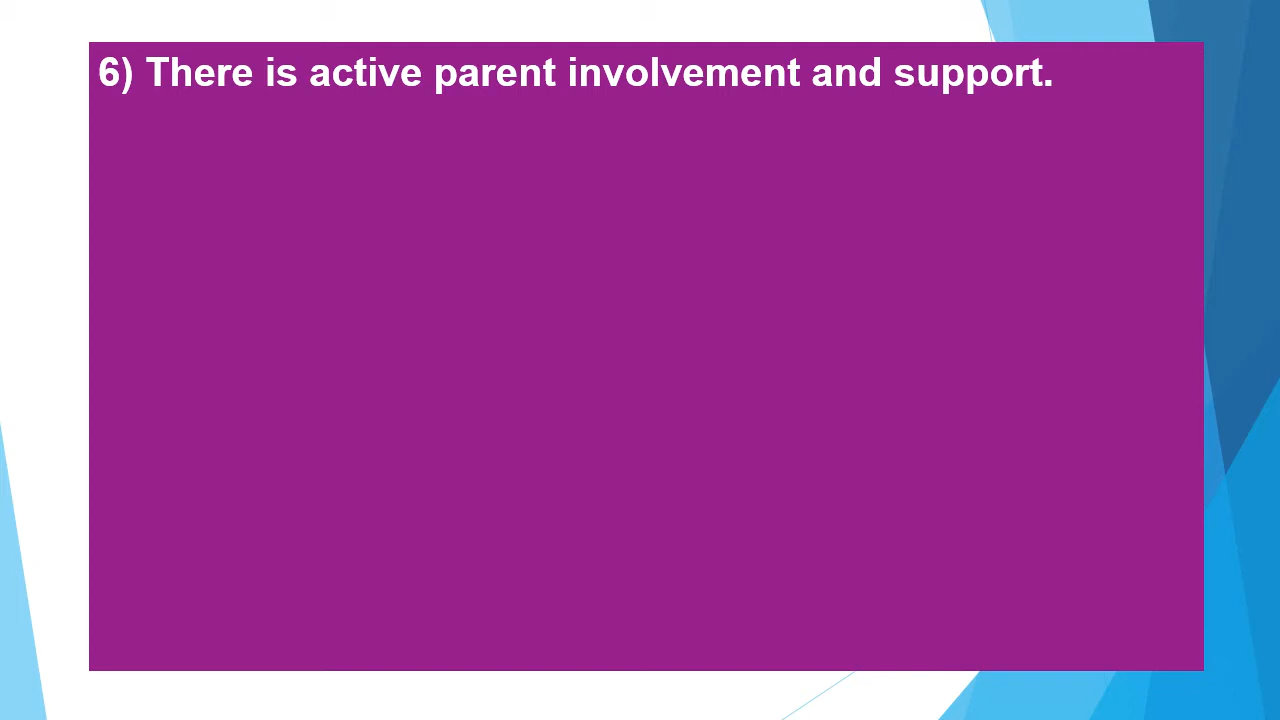 6) There is active parent involvement and support.